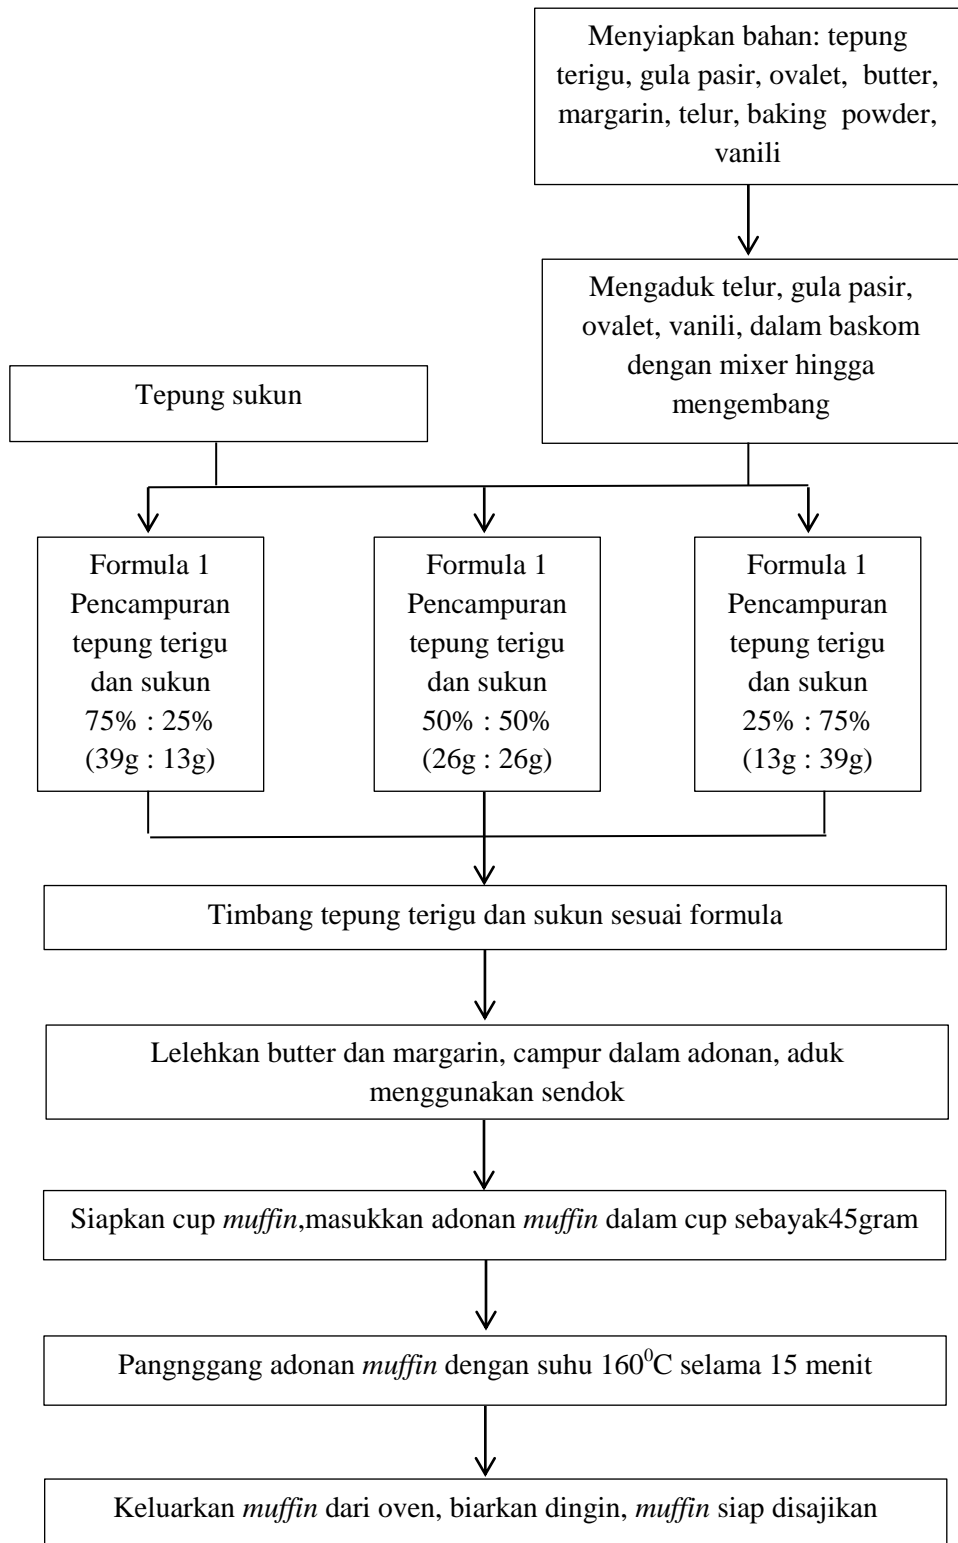 Menyiapkan bahan: tepung
terigu, gula pasir, ovalet, butter,
margarin, telur, baking powder,
vanili
Mengaduk telur, gula pasir,
ovalet, vanili, dalam baskom
dengan mixer hingga
mengembang
Tepung sukun
Formula 1
Pencampuran
tepung terigu
dan sukun
75% : 25%
(39g : 13g)
Formula 1
Pencampuran
tepung terigu
dan sukun
50% : 50%
(26g : 26g)
Formula 1
Pencampuran
tepung terigu
dan sukun
25% : 75%
(13g : 39g)
Timbang tepung terigu dan sukun sesuai formula
Lelehkan butter dan margarin, campur dalam adonan, aduk
menggunakan sendok
Siapkan cup muffin,masukkan adonan muffin dalam cup sebayak45gram
Pangnggang adonan muffin dengan suhu 160⁰C selama 15 menit
Keluarkan muffin dari oven, biarkan dingin, muffin siap disajikan